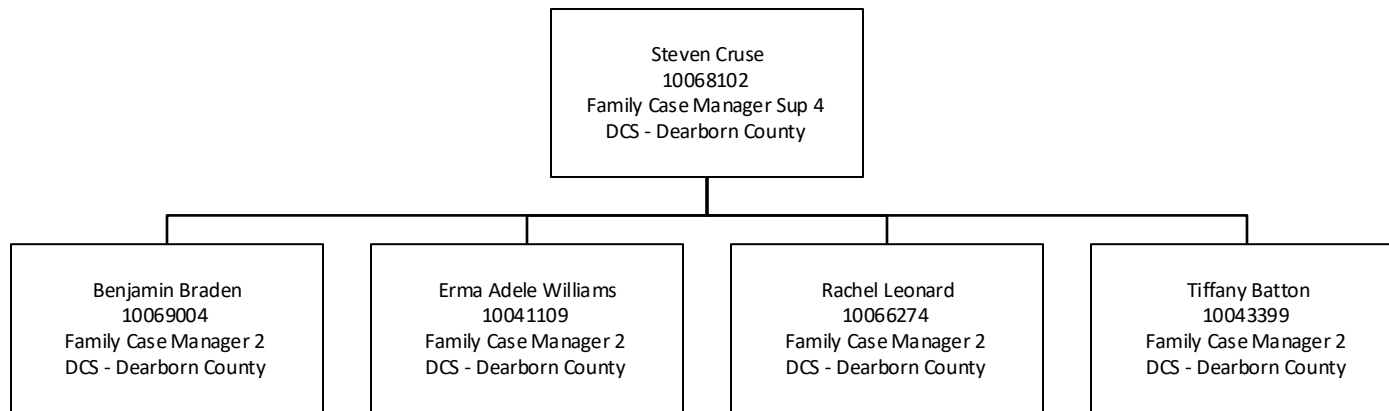 Steven Cruse
10068102
Family Case Manager Sup 4
DCS - Dearborn County
Benjamin Braden
10069004
Family Case Manager 2
DCS - Dearborn County
Erma Adele Williams
10041109
Family Case Manager 2
DCS - Dearborn County
Rachel Leonard
10066274
Family Case Manager 2
DCS - Dearborn County
Tiffany Batton
10043399
Family Case Manager 2
DCS - Dearborn County